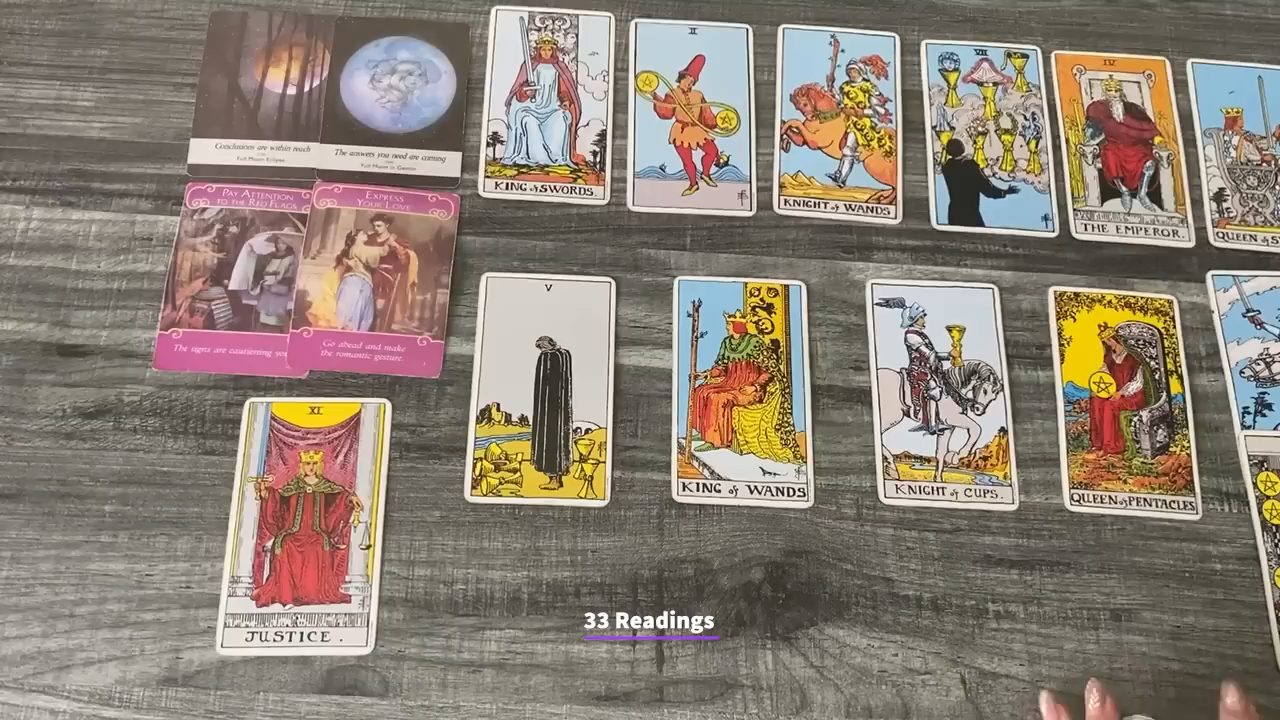 Conclusions are within reach
Full Moon Eclipse
The answers you need are coming
Full Moon in Gemini
KING of SWORDS.
II
KNIGHT of WANDS
VII
IV
THE EMPEROR.
QUEEN of S
PAY ATTENTION
TO THE RED FLAGS
The signs are cautioning you
EXPRESS
YOUR LOVE
Go ahead and make
the romantic gesture.
V
KING of WANDS
KNIGHT of CUPS.
QUEEN of PENTACLES
XI
JUSTICE.
33 Readings